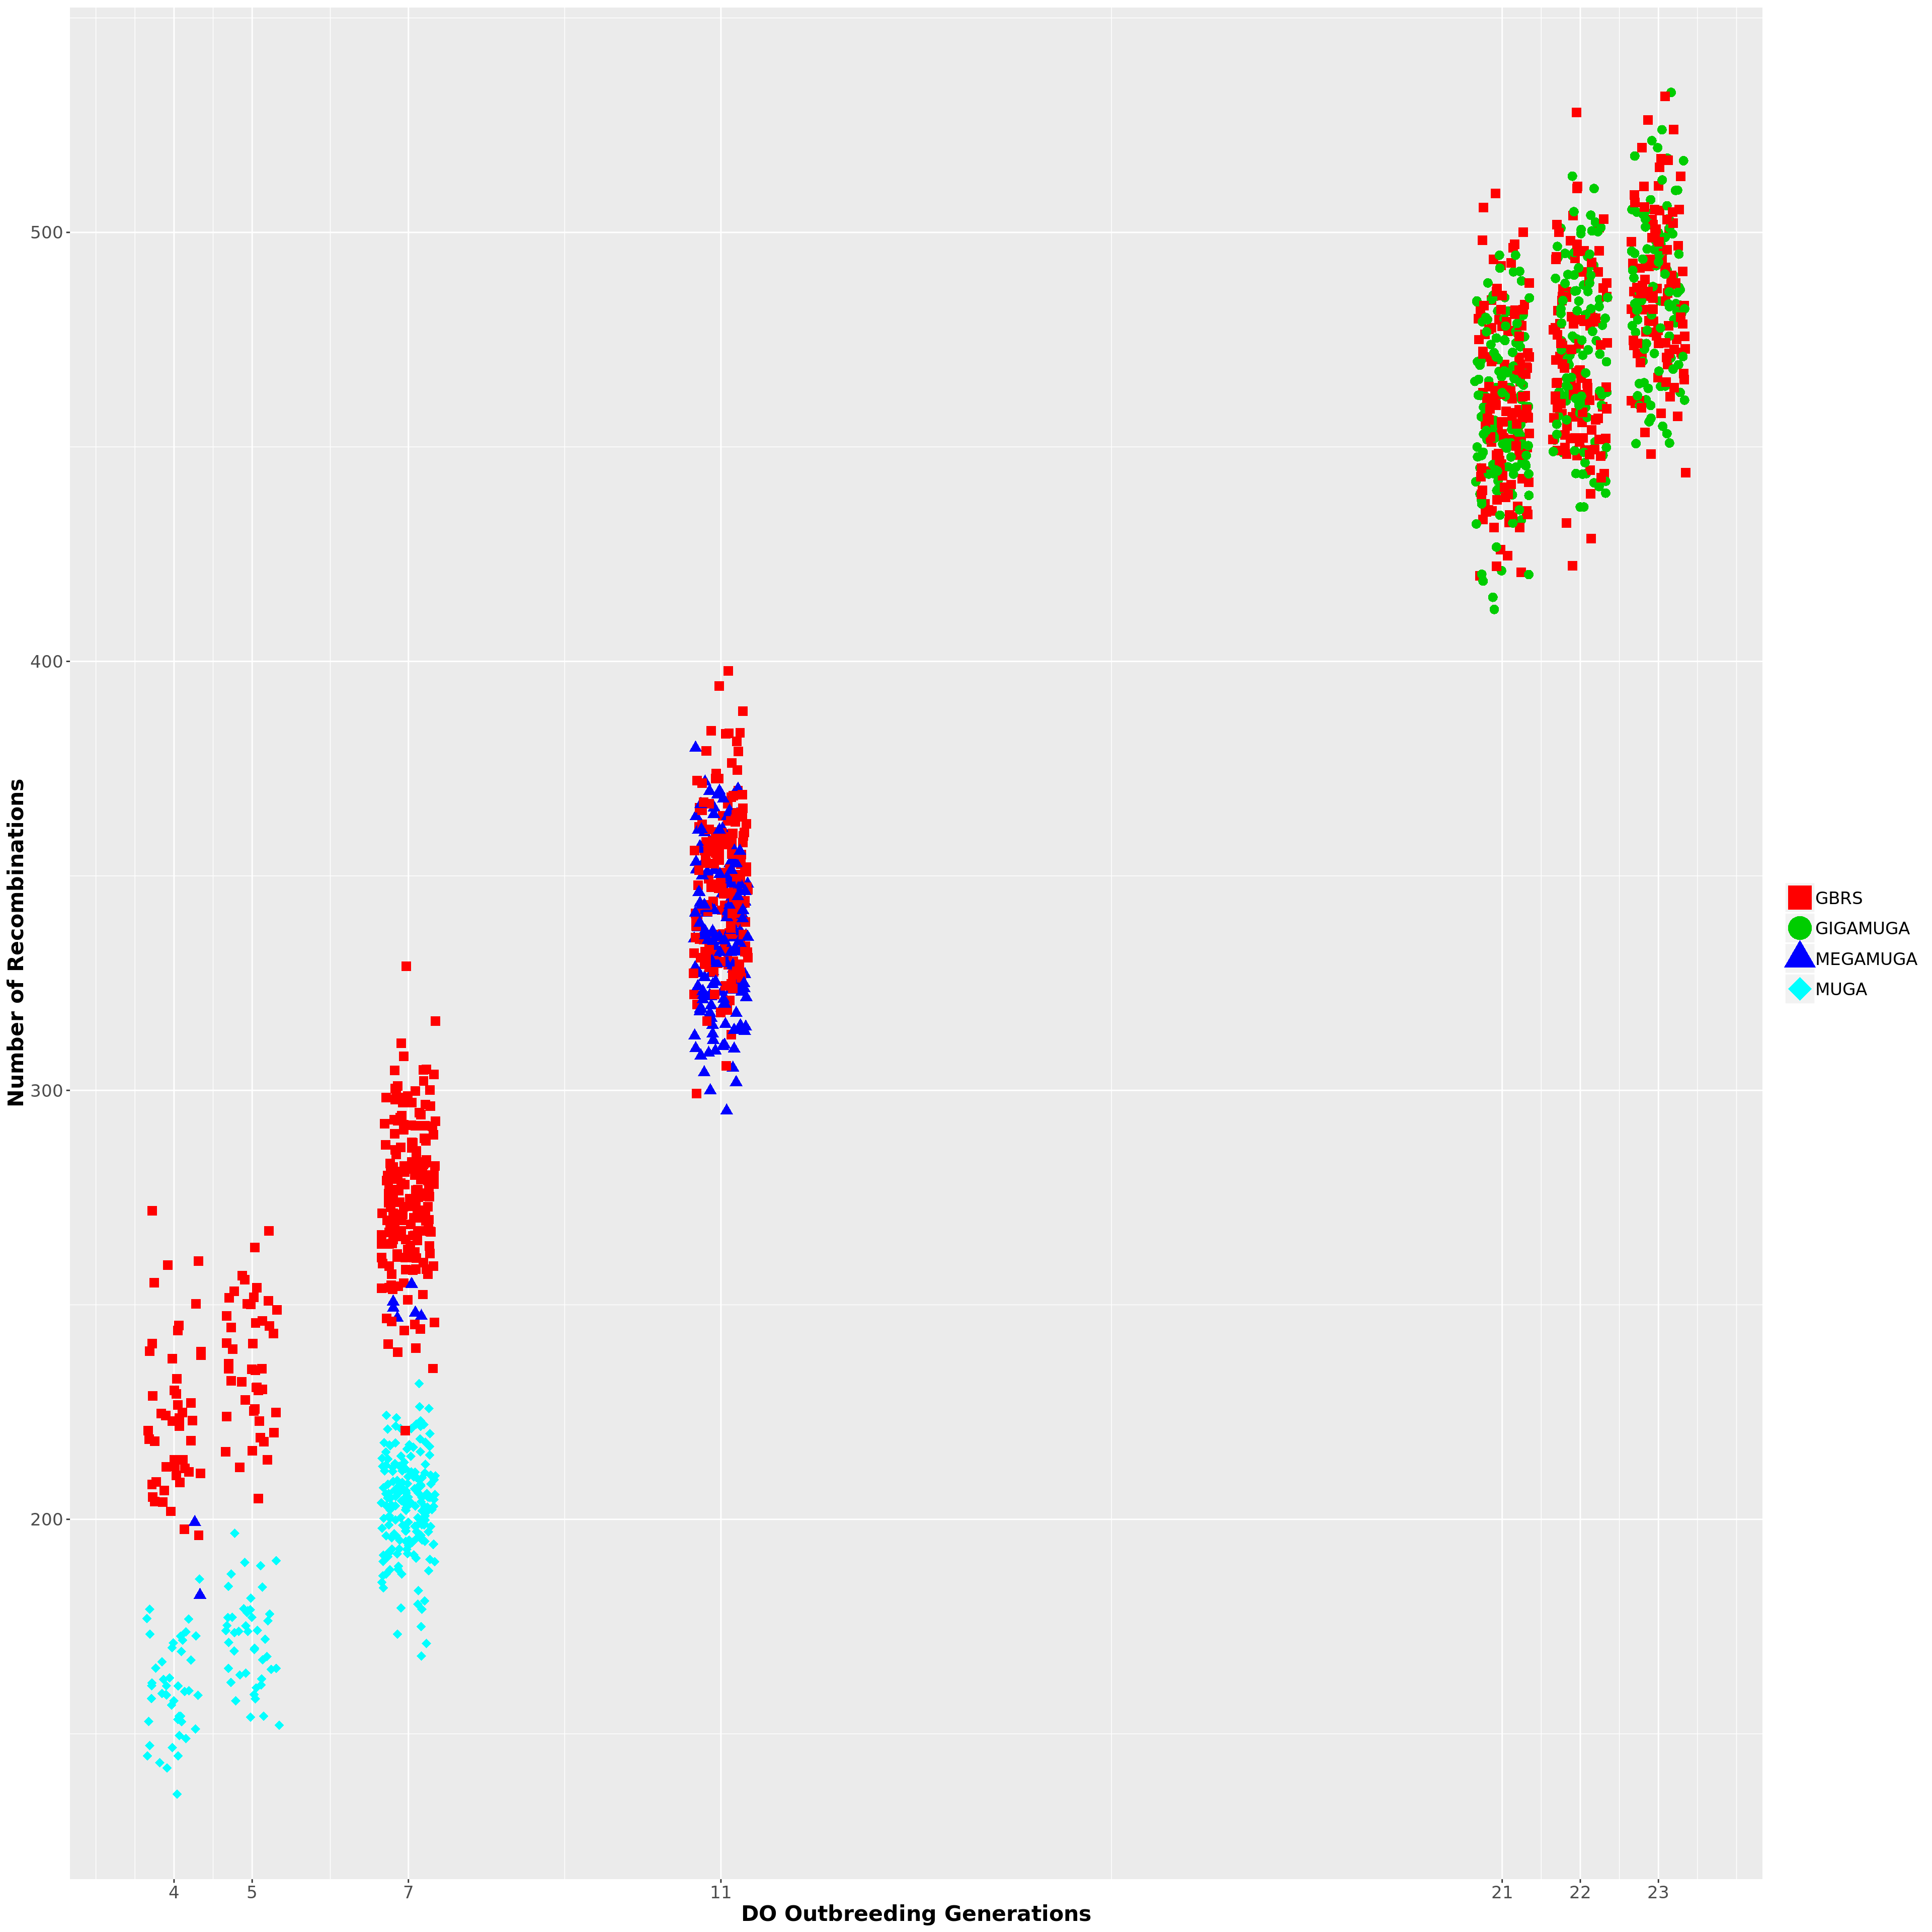 Number of Recombinations
500
400
300
200
4 5 7 11 21 22 23
DO Outbreeding Generations
GBRS
GIGAMUGA
MEGAMUGA
MUGA